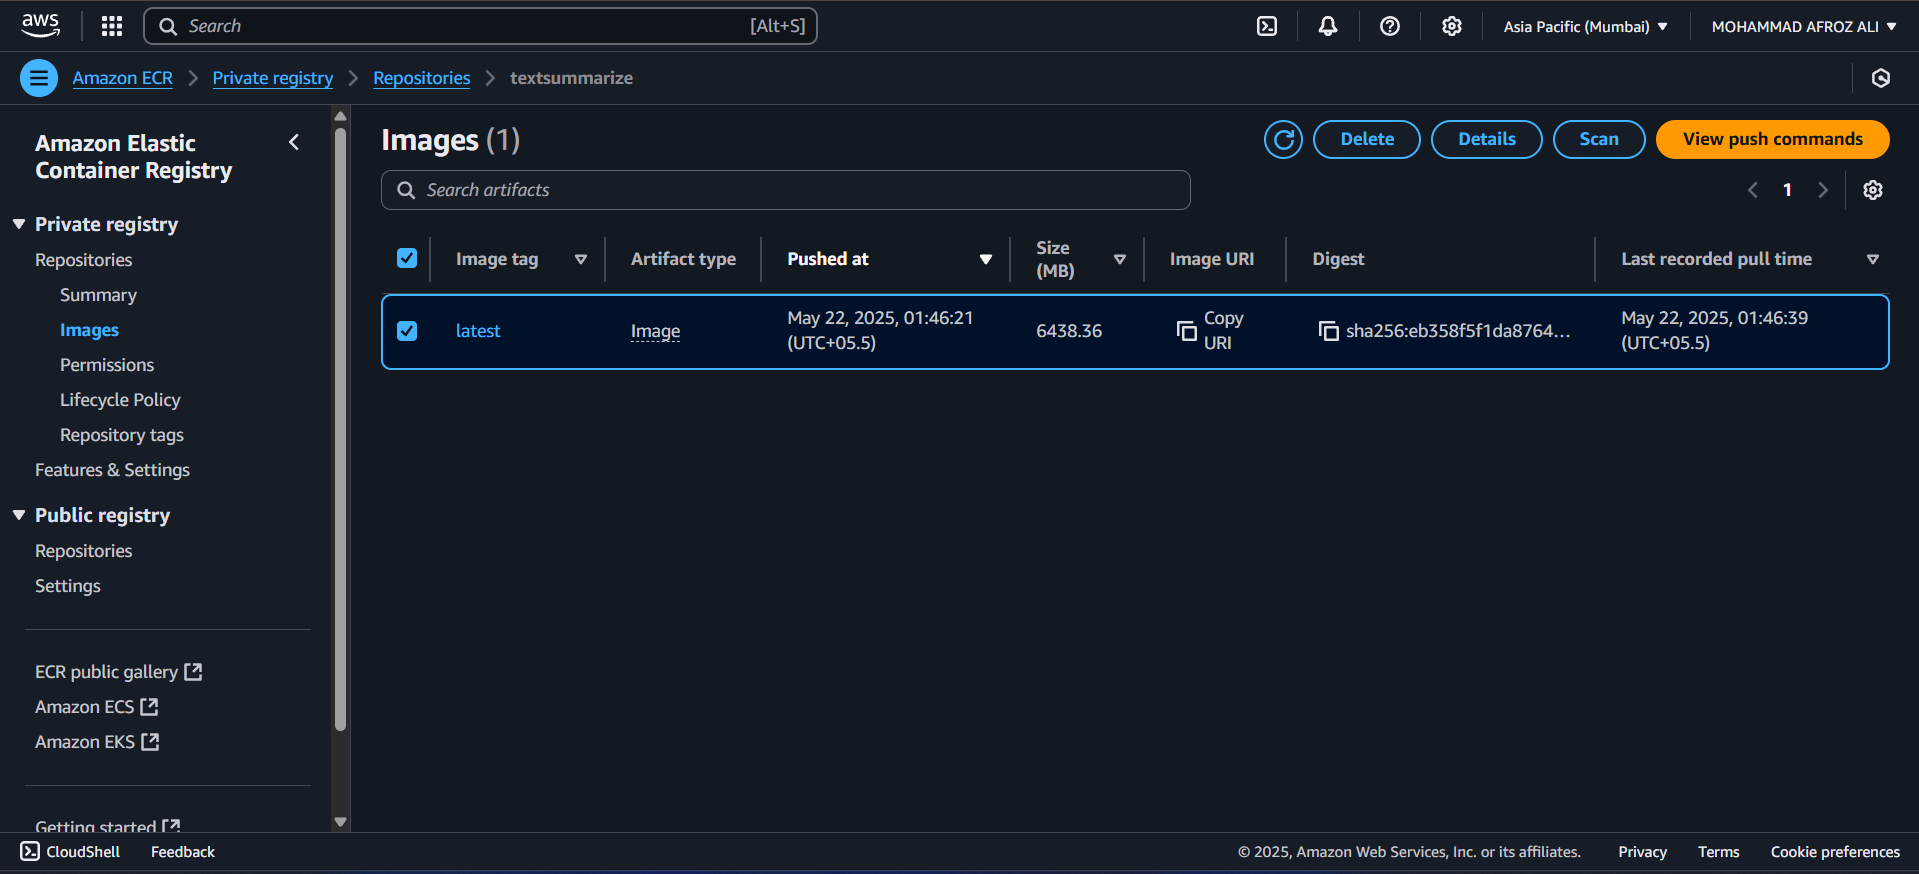 aws
Search
[Alt+S]
Asia Pacific (Mumbai)
MOHAMMAD AFROZ ALI
Amazon ECR
Private registry
Repositories
textsummarize
Amazon Elastic
Container Registry
Private registry
Repositories
Summary
Images
Permissions
Lifecycle Policy
Repository tags
Features & Settings
Public registry
Repositories
Settings
ECR public gallery
Amazon ECS
Amazon EKS
Getting started
Images (1)
Delete
Details
Scan
View push commands
Search artifacts
1
Image tag
Artifact type
Pushed at
Size
(MB)
Image URI
Digest
Last recorded pull time
latest
Image
May 22, 2025, 01:46:21
(UTC+05.5)
6438.36
Copy
URI
sha256:eb358f5f1da8764...
May 22, 2025, 01:46:39
(UTC+05.5)
CloudShell
Feedback
© 2025, Amazon Web Services, Inc. or its affiliates.
Privacy
Terms
Cookie preferences